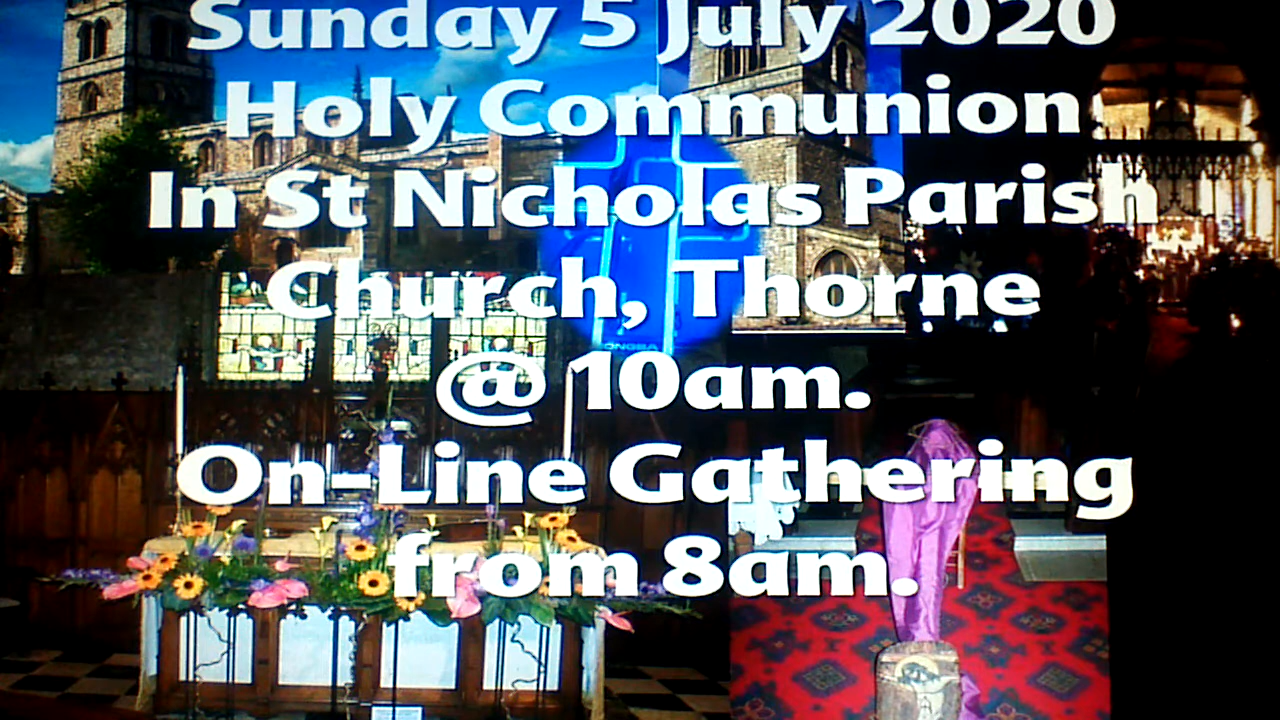 Sunday 5 July 2020
Holy Communion
In St Nicholas Parish
Church, Thorne
@ 10am.
On-Line Gathering
from 8am.